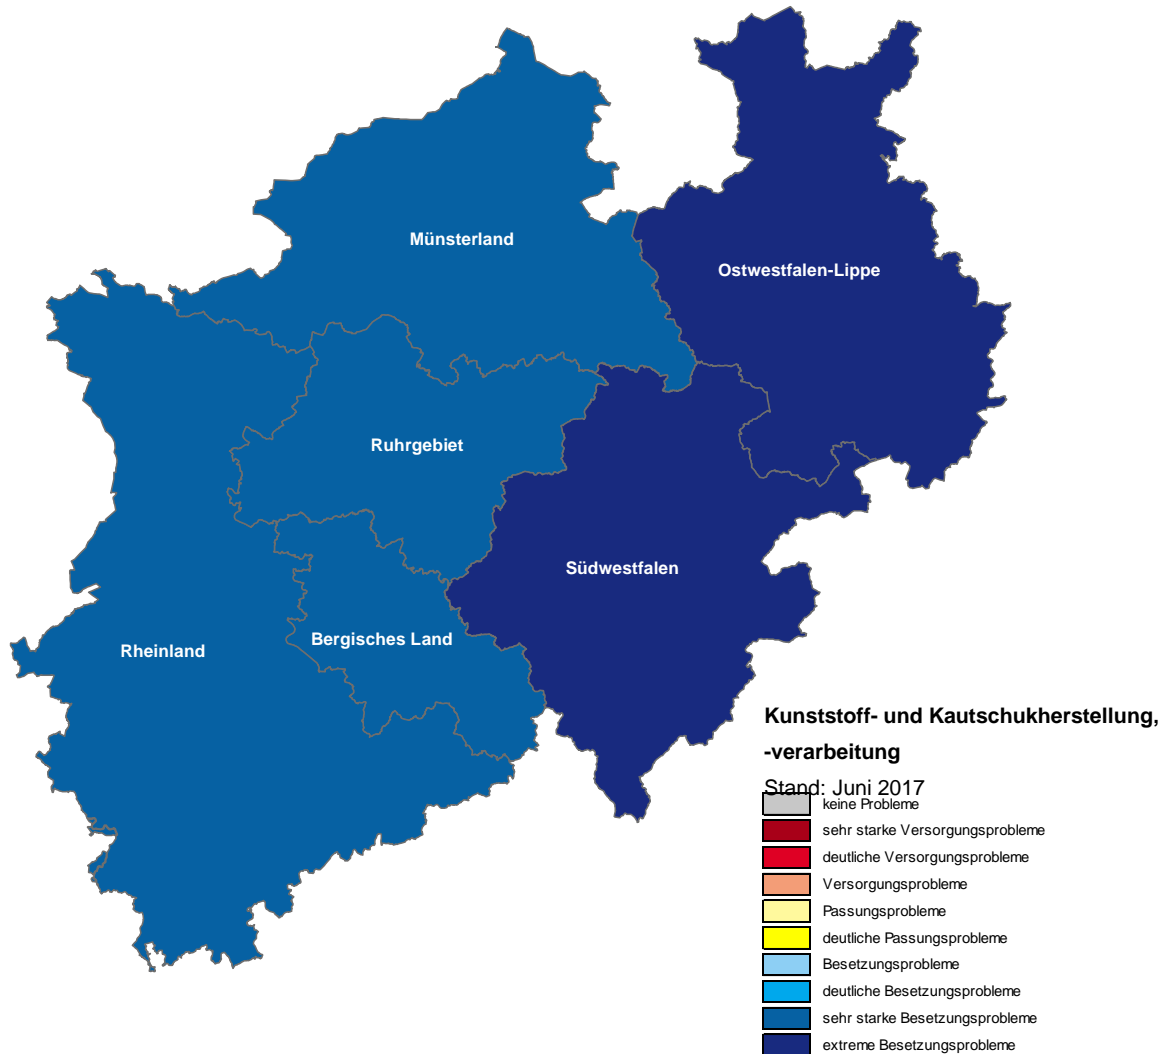 Münsterland
Ostwestfalen-Lippe
Ruhrgebiet
Südwestfalen
Bergisches Land
Rheinland
Kunststoff- und Kautschukherstellung,
-verarbeitung
Stand: Juni 2017
keine Probleme
sehr starke Versorgungsprobleme
deutliche Versorgungsprobleme
Versorgungsprobleme
Passungsprobleme
deutliche Passungsprobleme
Besetzungsprobleme
deutliche Besetzungsprobleme
sehr starke Besetzungsprobleme
extreme Besetzungsprobleme